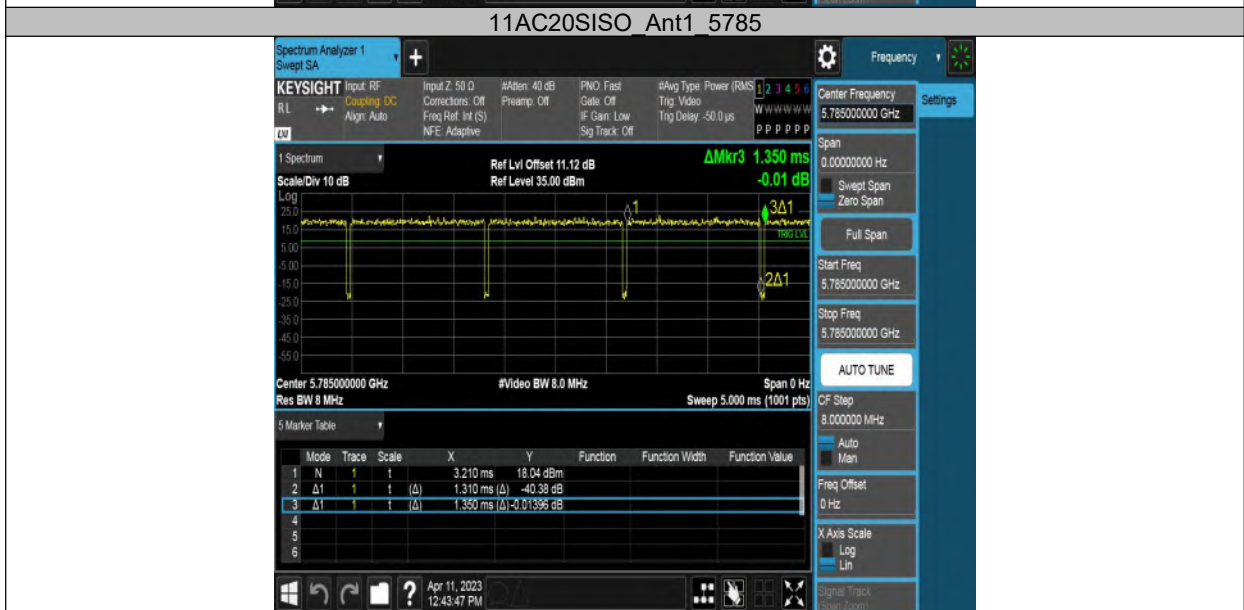 11AC20SISO_Ant1_5785
Spectrum Analyzer 1
Swept SA
+
Frequency
KEYSIGHT Input: RF
RL
Coupling: DC
Align: Auto
Input Z: 50 Ω
Corrections: Off
Freq Ref: Int (S)
NFE: Adaptive
#Atten: 40 dB
Preamp: Off
PNO: Fast
Gate: Off
IF Gain: Low
Sig Track: Off
#Avg Type: Power (RMS
Trig: Video
Trig Delay: -50.0 µs
1 2 3 4 5 6
W W W W W W
P P P P P P
Center Frequency
5.785000000 GHz
Settings
Span
0.00000000 Hz
Swept Span
Zero Span
Full Span
Start Freq
5.785000000 GHz
Stop Freq
5.785000000 GHz
AUTO TUNE
CF Step
8.000000 MHz
Auto
Man
Freq Offset
0 Hz
X Axis Scale
Log
Lin
Signal Track
(Span Zoom)
1 Spectrum
Scale/Div 10 dB
Ref Lvl Offset 11.12 dB
Ref Level 35.00 dBm
ΔMkr3 1.350 ms
-0.01 dB
Log
25.0
15.0
5.00
-5.00
-15.0
-25.0
-35.0
-45.0
-55.0
1
3Δ1
TRIG LVL
2Δ1
Center 5.785000000 GHz
Res BW 8 MHz
#Video BW 8.0 MHz
Span 0 Hz
Sweep 5.000 ms (1001 pts)
5 Marker Table
Mode Trace Scale X Y Function Function Width Function Value
1 N 1 t 3.210 ms 18.04 dBm
2 Δ1 1 t (Δ) 1.310 ms (Δ) -40.38 dB
3 Δ1 1 t (Δ) 1.350 ms (Δ) -0.01396 dB
4
5
6
?
Apr 11, 2023
12:43:47 PM